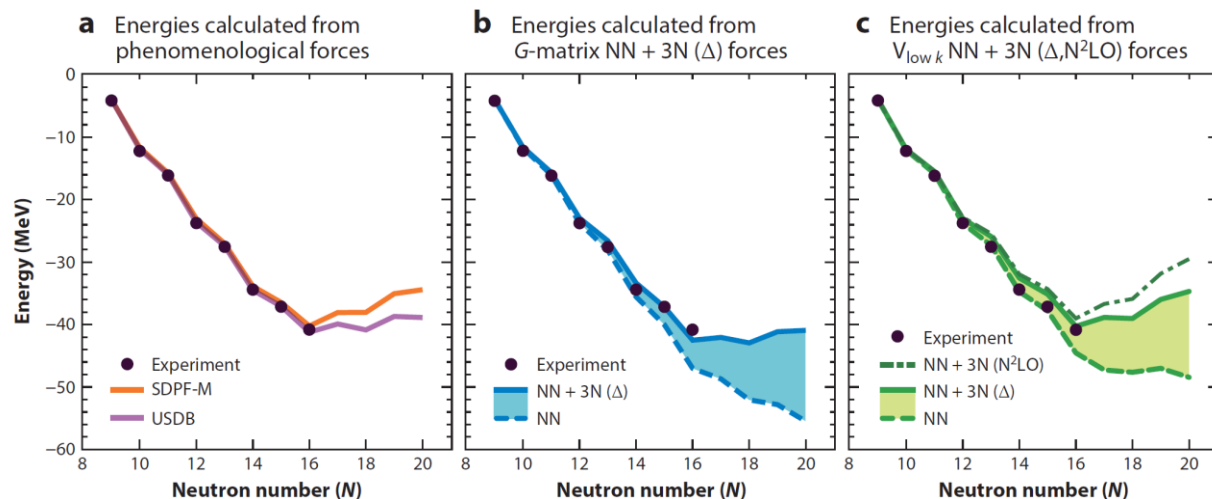 a Energies calculated from
phenomenological forces
b Energies calculated from
G-matrix NN + 3N (Δ) forces
c Energies calculated from
Vlow k NN + 3N (Δ,N²LO) forces
Energy (MeV)
0
−10
−20
−30
−40
−50
−60
Experiment
SDPF-M
USDB
8 10 12 14 16 18 20
Neutron number (N)
Experiment
NN + 3N (Δ)
NN
8 10 12 14 16 18 20
Neutron number (N)
Experiment
NN + 3N (N²LO)
NN + 3N (Δ)
NN
8 10 12 14 16 18 20
Neutron number (N)